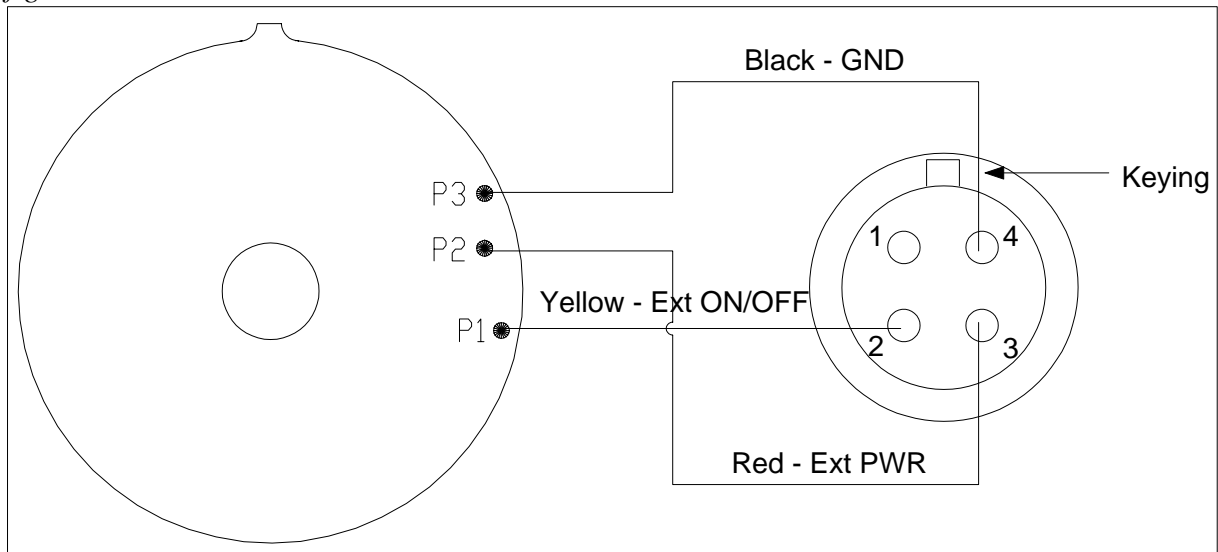 Black - GND
Keying
P3
1
4
P2
Yellow - Ext ON/OFF
P1
2
3
Red - Ext PWR